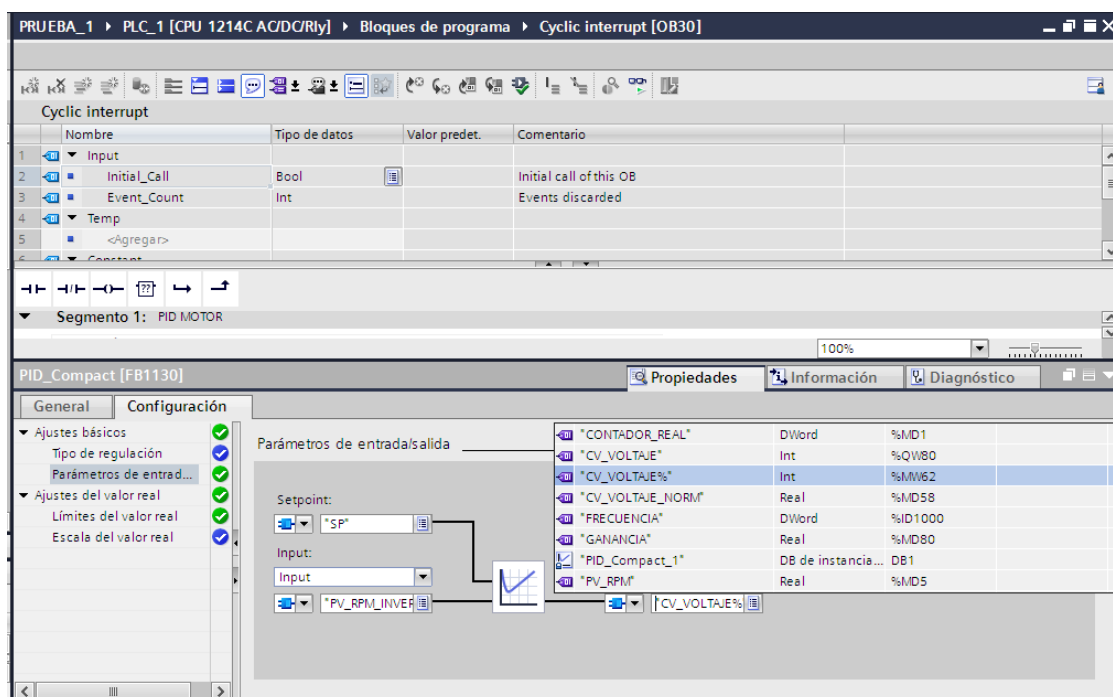 PRUEBA_1 ▸ PLC_1 [CPU 1214C AC/DC/Rly] ▸ Bloques de programa ▸ Cyclic interrupt [OB30]
Cyclic interrupt
Nombre Tipo de datos Valor predet. Comentario
1 Input
2 Initial_Call Bool Initial call of this OB
3 Event_Count Int Events discarded
4 Temp
5 <Agregar>
6 Constant
??
Segmento 1: PID MOTOR
100%
PID_Compact [FB1130]
Propiedades Información Diagnóstico
General Configuración
Ajustes básicos
Tipo de regulación
Parámetros de entrad...
Ajustes del valor real
Límites del valor real
Escala del valor real
Parámetros de entrada/salida
Setpoint:
"SP"
Input:
Input
"PV_RPM_INVER
"CV_VOLTAJE%
"CONTADOR_REAL" DWord %MD1
"CV_VOLTAJE" Int %QW80
"CV_VOLTAJE%" Int %MW62
"CV_VOLTAJE_NORM" Real %MD58
"FRECUENCIA" DWord %ID1000
"GANANCIA" Real %MD80
"PID_Compact_1" DB de instancia... DB1
"PV_RPM" Real %MD5